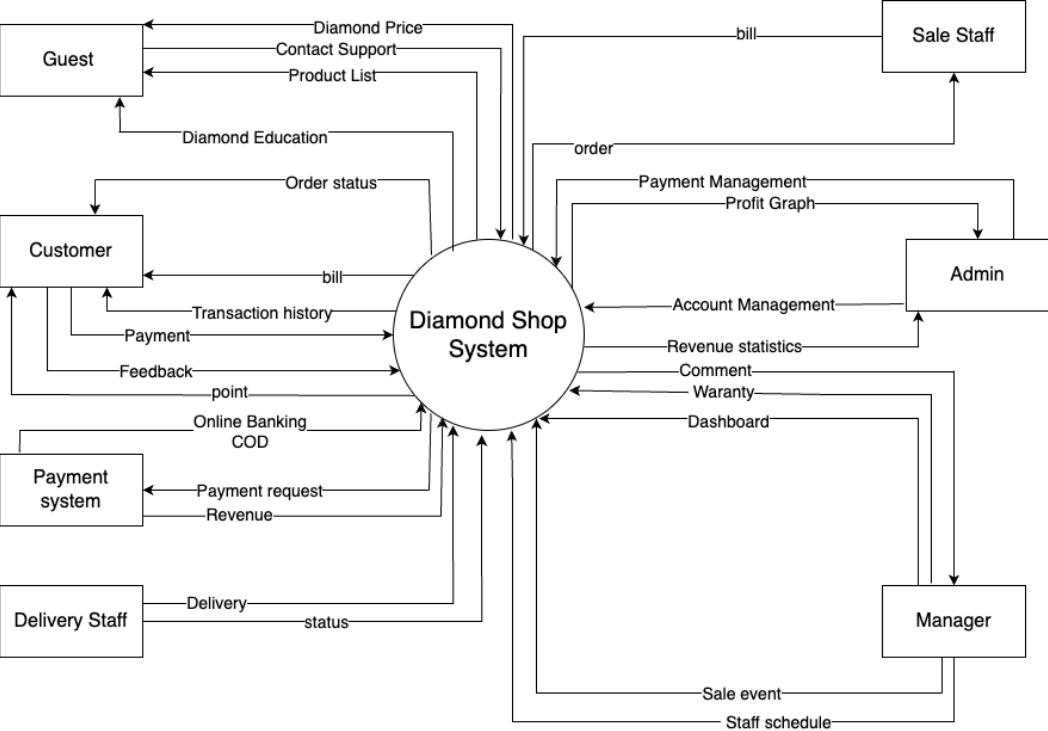 Diamond Price
Guest
Contact Support
Product List
Diamond Education
bill
Sale Staff
order
Order status
Payment Management
Profit Graph
Customer
bill
Admin
Transaction history
Account Management
Payment
Diamond Shop
System
Revenue statistics
Feedback
Comment
point
Waranty
Online Banking
COD
Dashboard
Payment
system
Payment request
Revenue
Delivery
Delivery Staff
status
Manager
Sale event
Staff schedule